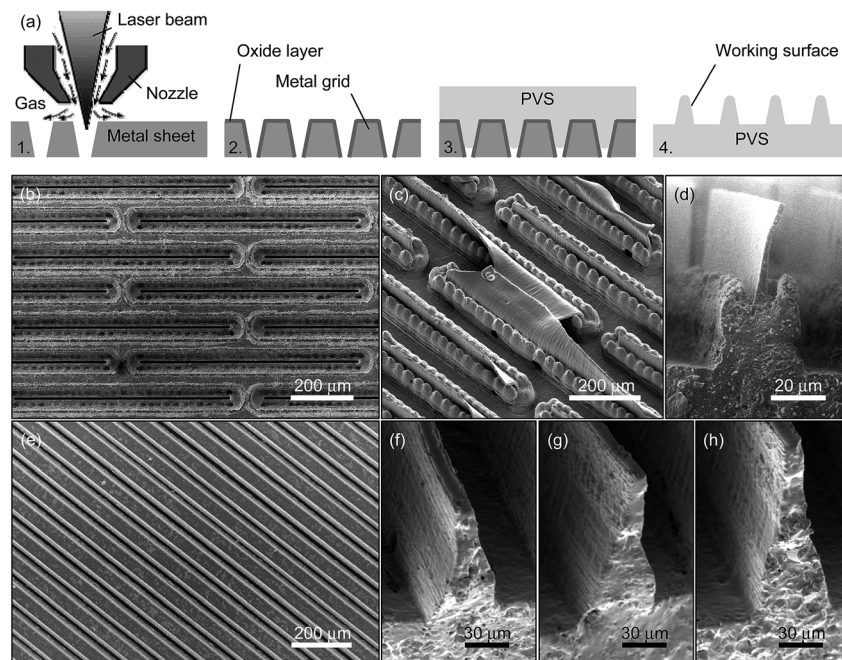 (a)
Laser beam
Gas
Nozzle
Metal sheet
1.
Oxide layer
Metal grid
2.
PVS
3.
Working surface
PVS
4.
(b)
200 μm
(c)
200 μm
(d)
20 μm
(e)
200 μm
(f)
30 μm
(g)
30 μm
(h)
30 μm